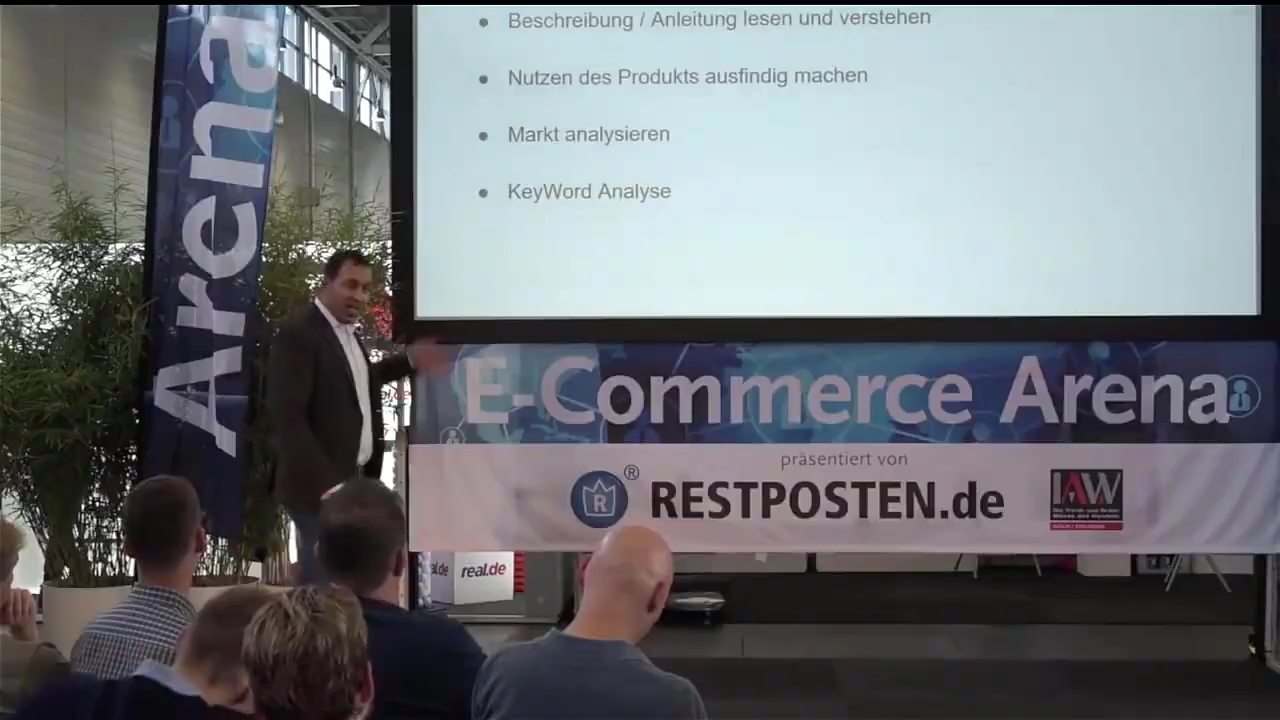 Beschreibung / Anleitung lesen und verstehen
Nutzen des Produkts ausfindig machen
Markt analysieren
KeyWord Analyse
Arena
E-Commerce Arena
präsentiert von
R
®
RESTPOSTEN.de
IAW
real.de